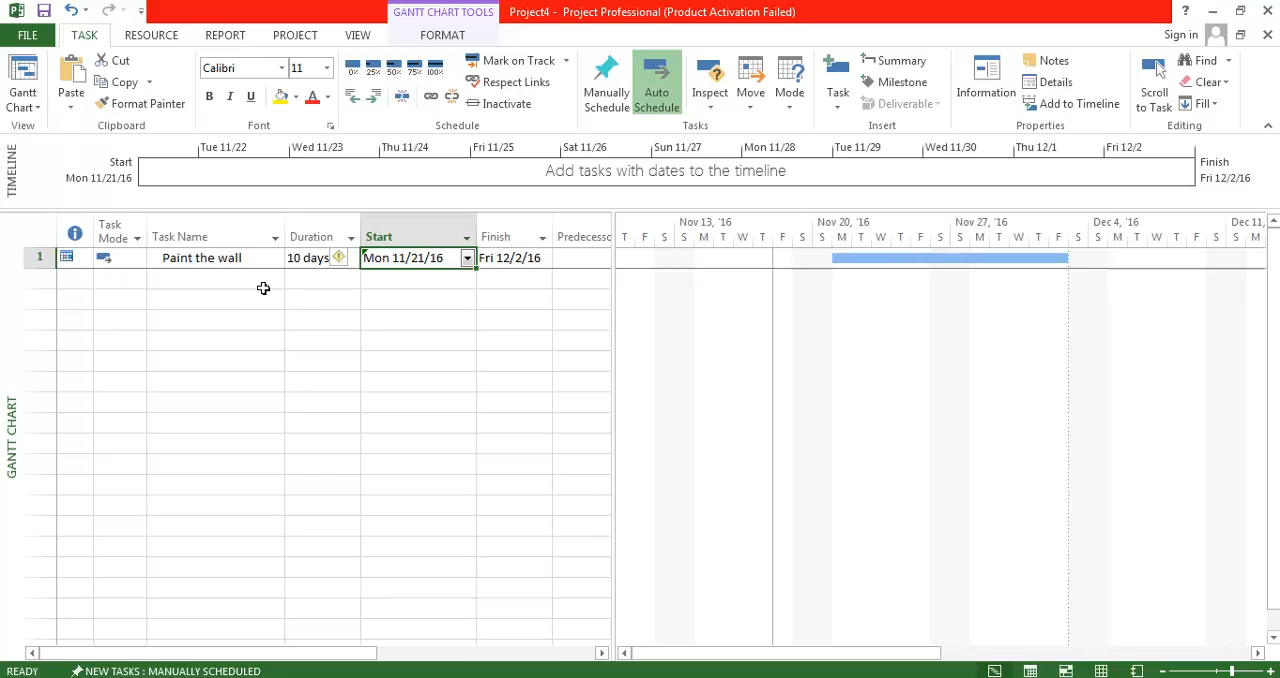 GANTT CHART TOOLS
Project4 - Project Professional (Product Activation Failed)
?
FILE
TASK
RESOURCE
REPORT
PROJECT
VIEW
FORMAT
Sign in
Gantt Chart
View
Paste
Cut
Copy
Format Painter
Clipboard
Calibri
11
B I U
A
Font
0% 25% 50% 75% 100%
Mark on Track
Respect Links
Inactivate
Schedule
Manually Schedule
Auto Schedule
Inspect
Move
Mode
Tasks
Task
Summary
Milestone
Deliverable
Insert
Information
Notes
Details
Add to Timeline
Properties
Scroll to Task
Find
Clear
Fill
Editing
TIMELINE
Tue 11/22
Wed 11/23
Thu 11/24
Fri 11/25
Sat 11/26
Sun 11/27
Mon 11/28
Tue 11/29
Wed 11/30
Thu 12/1
Fri 12/2
Start
Mon 11/21/16
Add tasks with dates to the timeline
Finish
Fri 12/2/16
Task Mode
Task Name
Duration
Start
Finish
Predecesso
Nov 13, '16
Nov 20, '16
Nov 27, '16
Dec 4, '16
Dec 11,
T F S S M T W T F S S M T W T F S S M T W T F S S M T W T F S S M
1
Paint the wall
10 days
Mon 11/21/16
Fri 12/2/16
GANTT CHART
READY
NEW TASKS : MANUALLY SCHEDULED